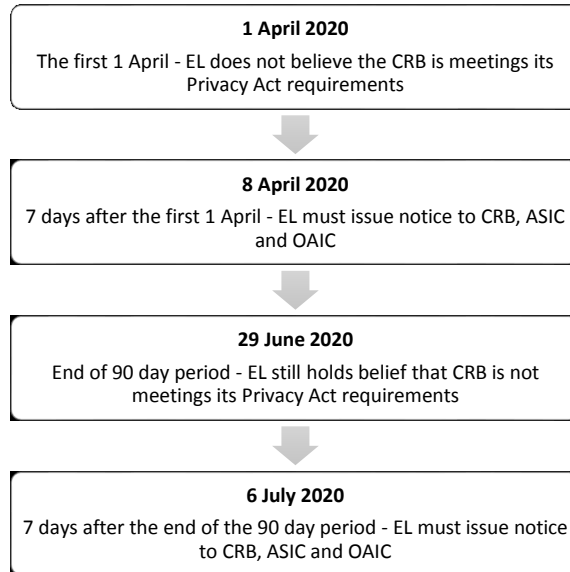 1 April 2020
The first 1 April - EL does not believe the CRB is meetings its
Privacy Act requirements
8 April 2020
7 days after the first 1 April - EL must issue notice to CRB, ASIC
and OAIC
29 June 2020
End of 90 day period - EL still holds belief that CRB is not
meetings its Privacy Act requirements
6 July 2020
7 days after the end of the 90 day period - EL must issue notice
to CRB, ASIC and OAIC